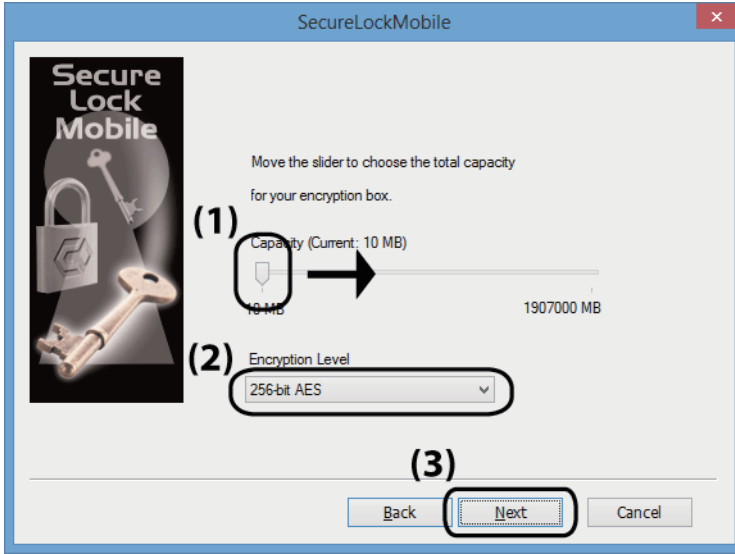 SecureLockMobile
Secure
Lock
Mobile
Move the slider to choose the total capacity
for your encryption box.
(1)
Capacity (Current: 10 MB)
10 MB
1907000 MB
(2)
Encryption Level
256-bit AES
(3)
Back
Next
Cancel